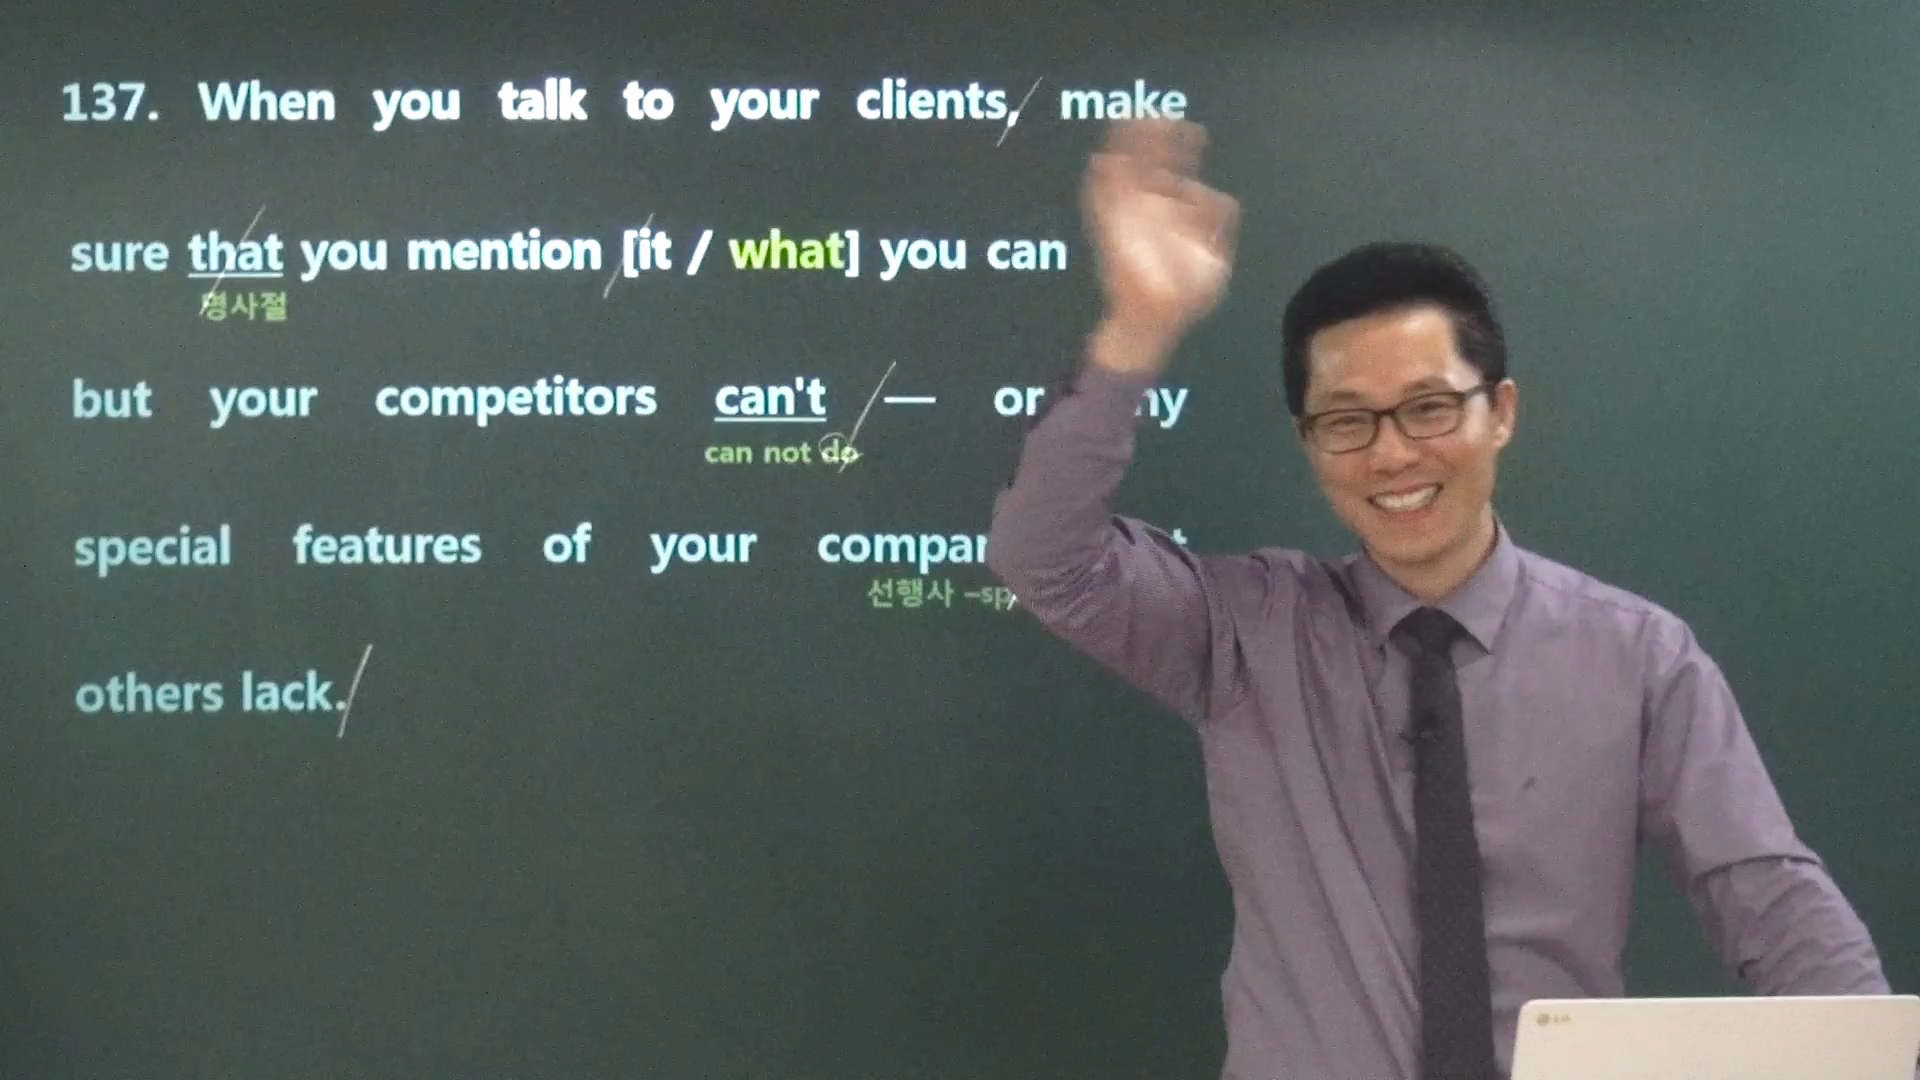 137. When you talk to your clients, make
sure that you mention [it / what] you can
명사절
but your competitors can't — or
can not do
special features of your
선행사
others lack.
LG